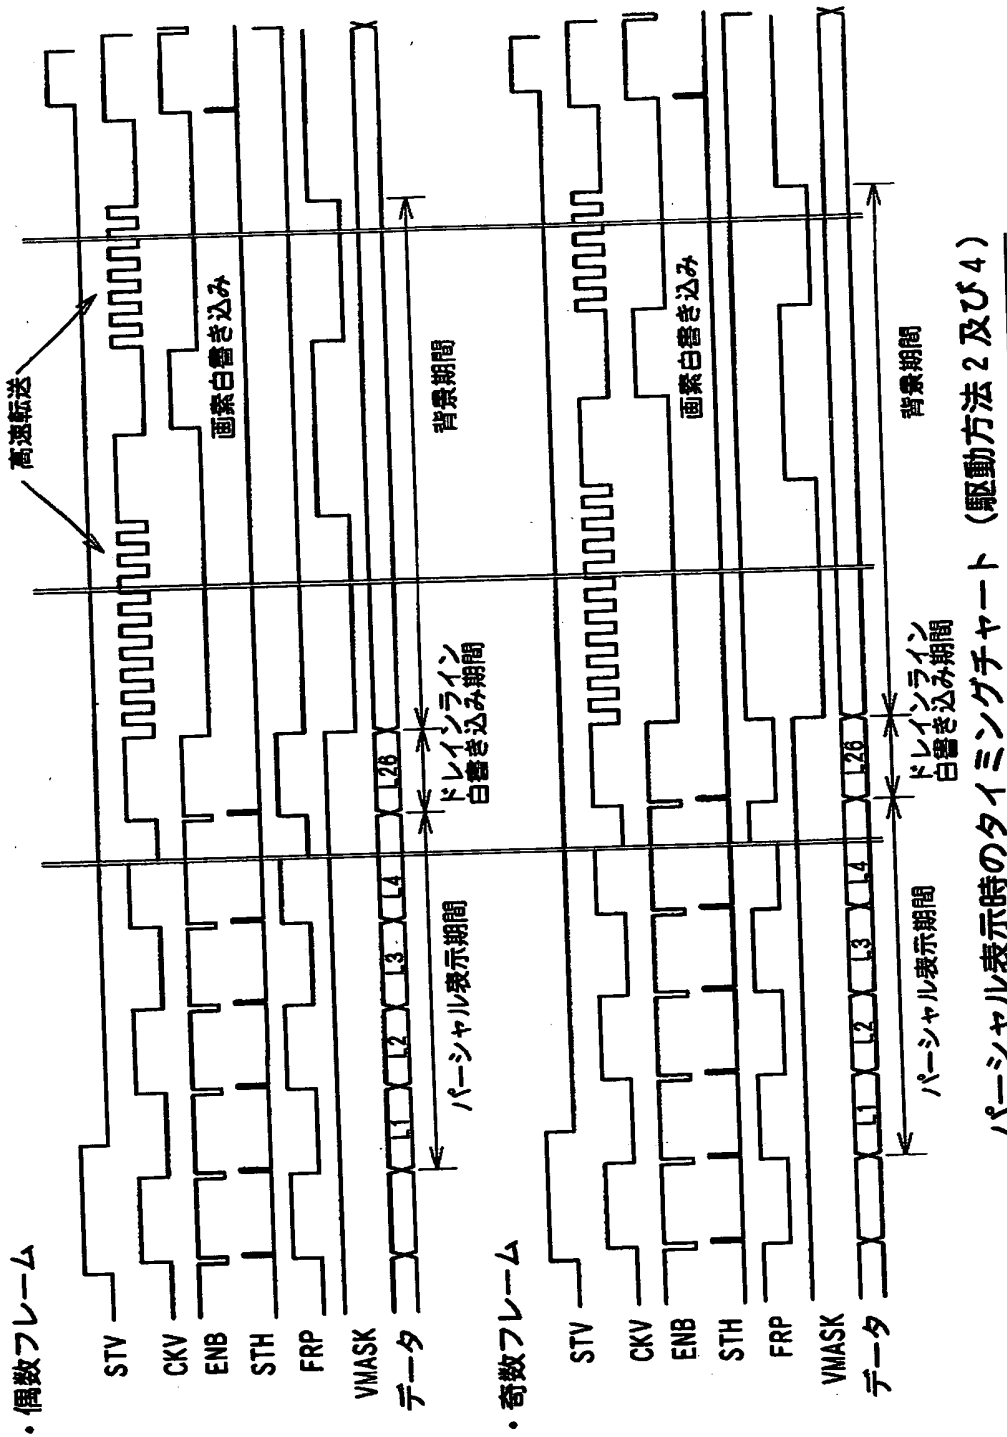 ・偶数フレーム
高速転送
STV
CKV
ENB
画素白書き込み
STH
FRP
VMASK
データ
L1
L2
L3
L4
L26
パーシャル表示期間
ドレインライン
白書き込み期間
背景期間
・奇数フレーム
STV
CKV
ENB
画素白書き込み
STH
FRP
VMASK
データ
L1
L2
L3
L4
L26
パーシャル表示期間
ドレインライン
白書き込み期間
背景期間
パーシャル表示時のタイミングチャート（駆動方法2及び4）